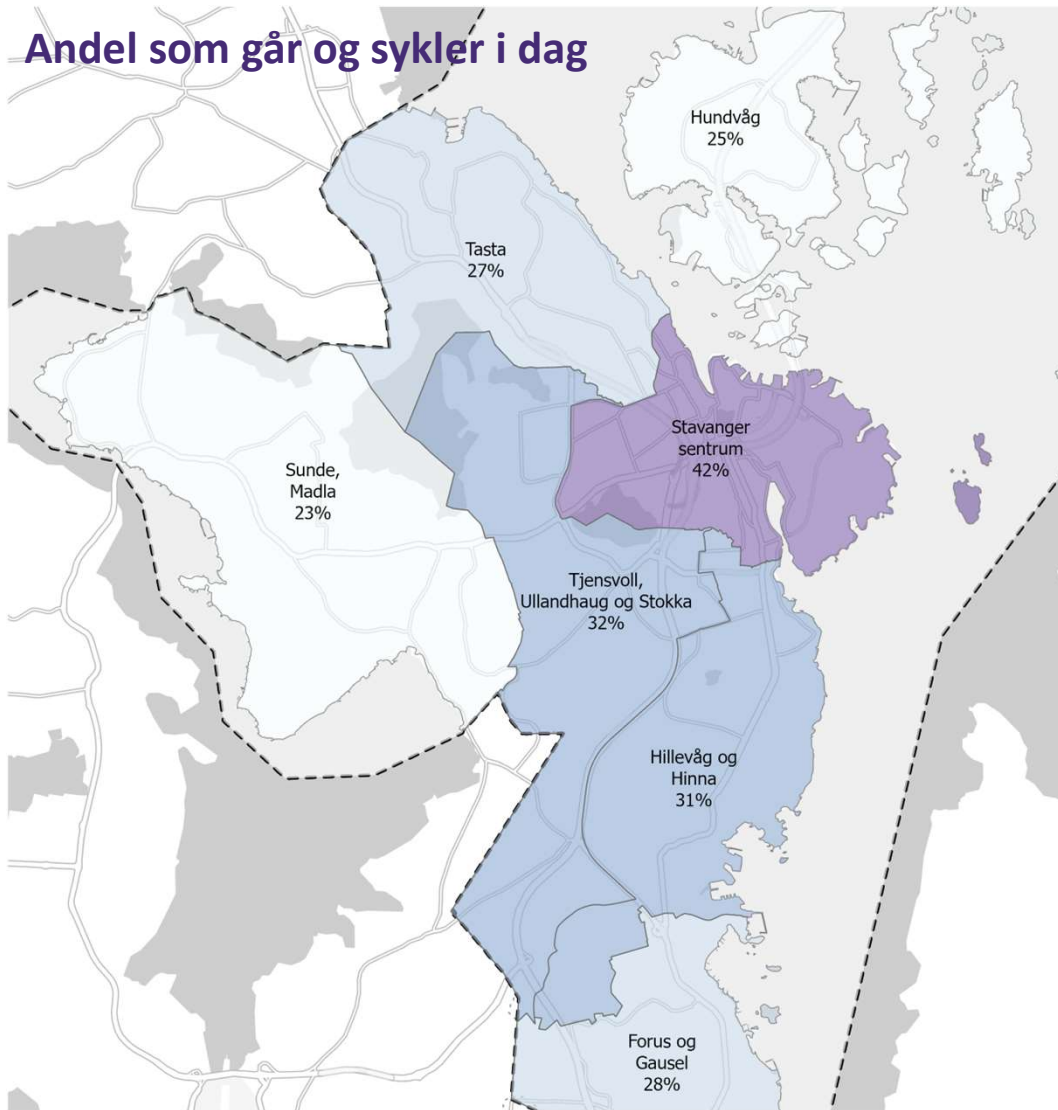 Andel som går og sykler i dag
Hundvåg
25%
Tasta
27%
Stavanger
sentrum
42%
Sunde,
Madla
23%
Tjensvoll,
Ullandhaug og Stokka
32%
Hillevåg og
Hinna
31%
Forus og
Gausel
28%